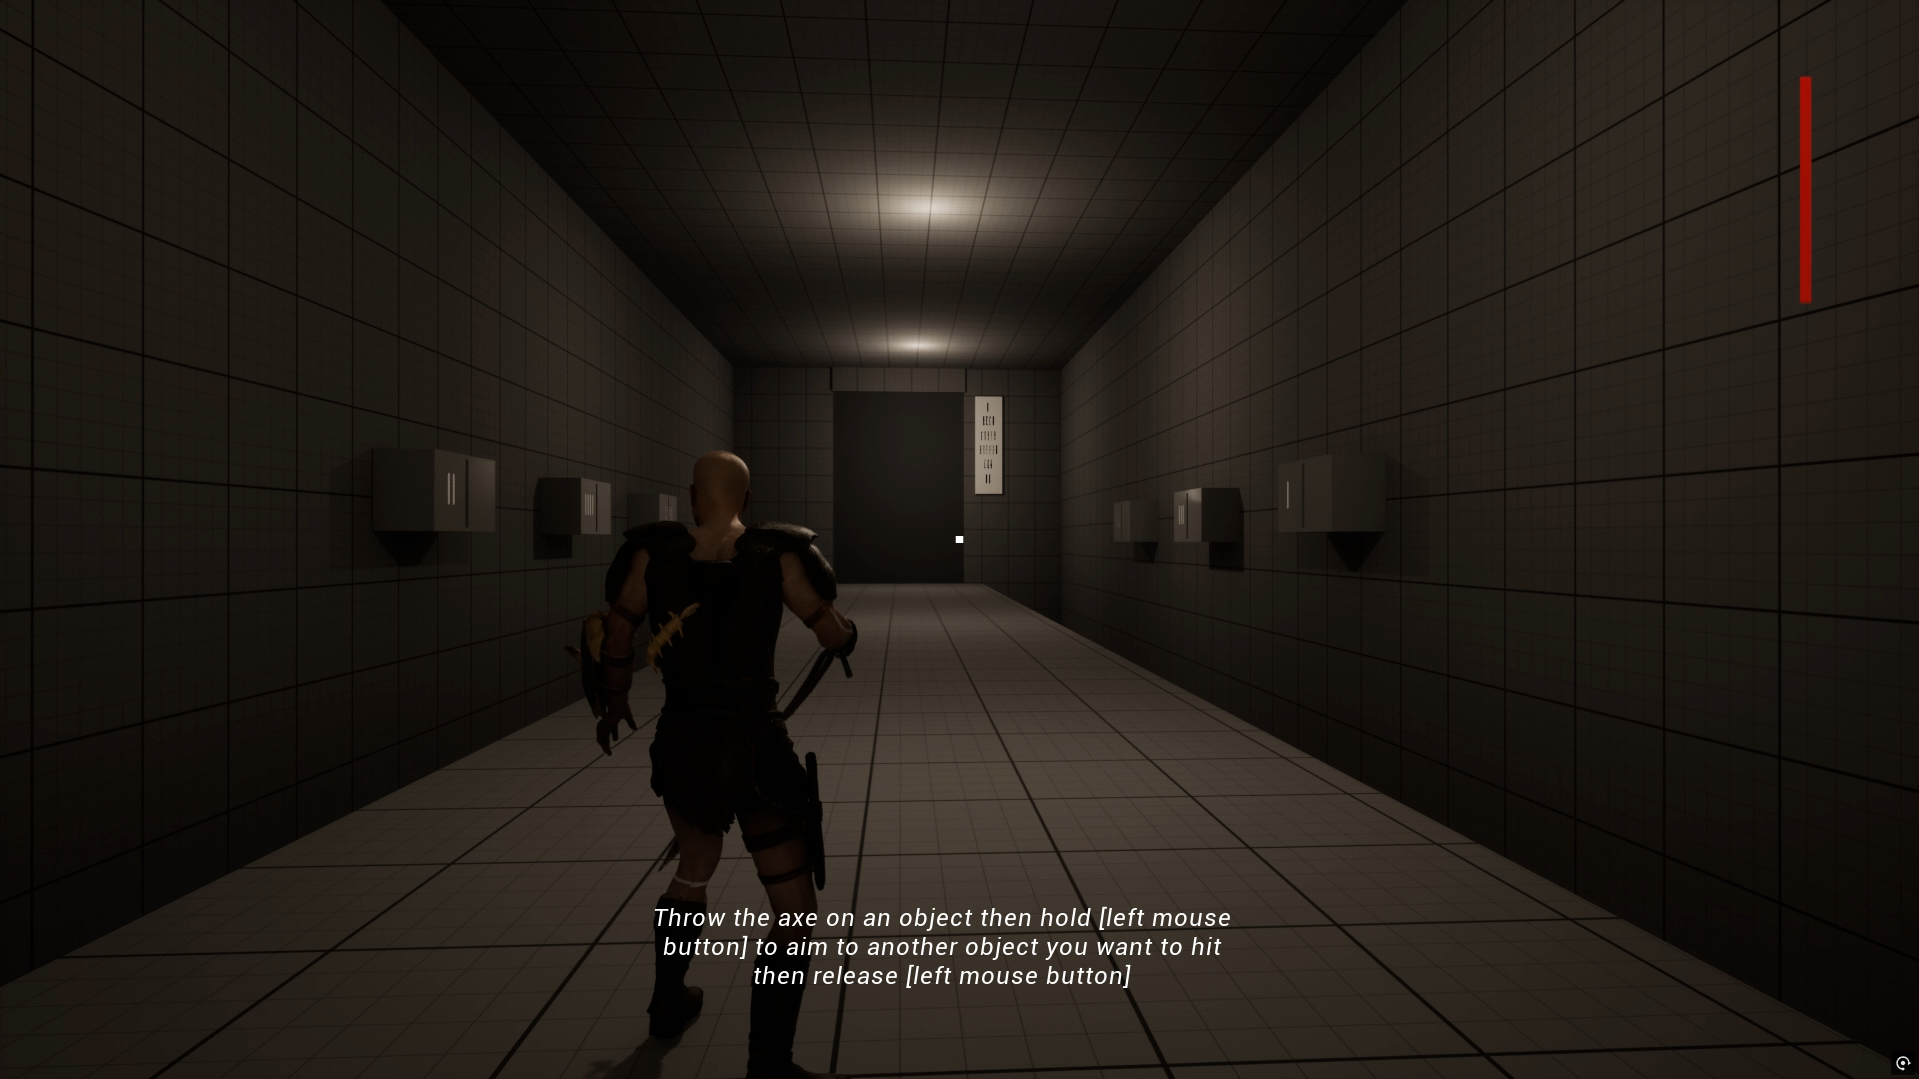 Throw the axe on an object then hold [left mouse
button] to aim to another object you want to hit
then release [left mouse button]